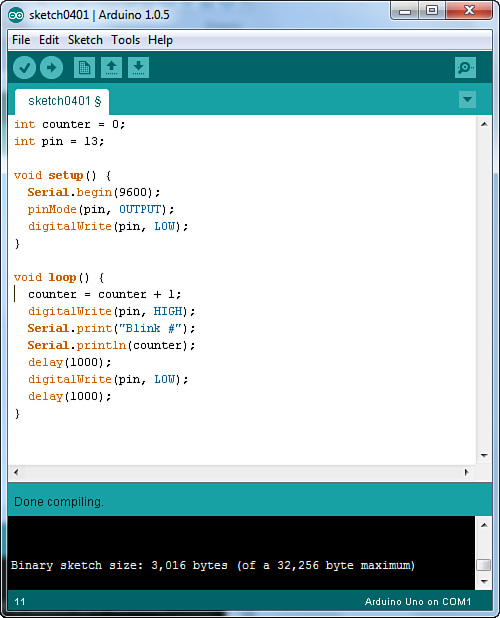 sketch0401 | Arduino 1.0.5
File Edit Sketch Tools Help
sketch0401 §
int counter = 0;
int pin = 13;
void setup() {
  Serial.begin(9600);
  pinMode(pin, OUTPUT);
  digitalWrite(pin, LOW);
}
void loop() {
  counter = counter + 1;
  digitalWrite(pin, HIGH);
  Serial.print("Blink #");
  Serial.println(counter);
  delay(1000);
  digitalWrite(pin, LOW);
  delay(1000);
}
Done compiling.
Binary sketch size: 3,016 bytes (of a 32,256 byte maximum)
11 Arduino Uno on COM1